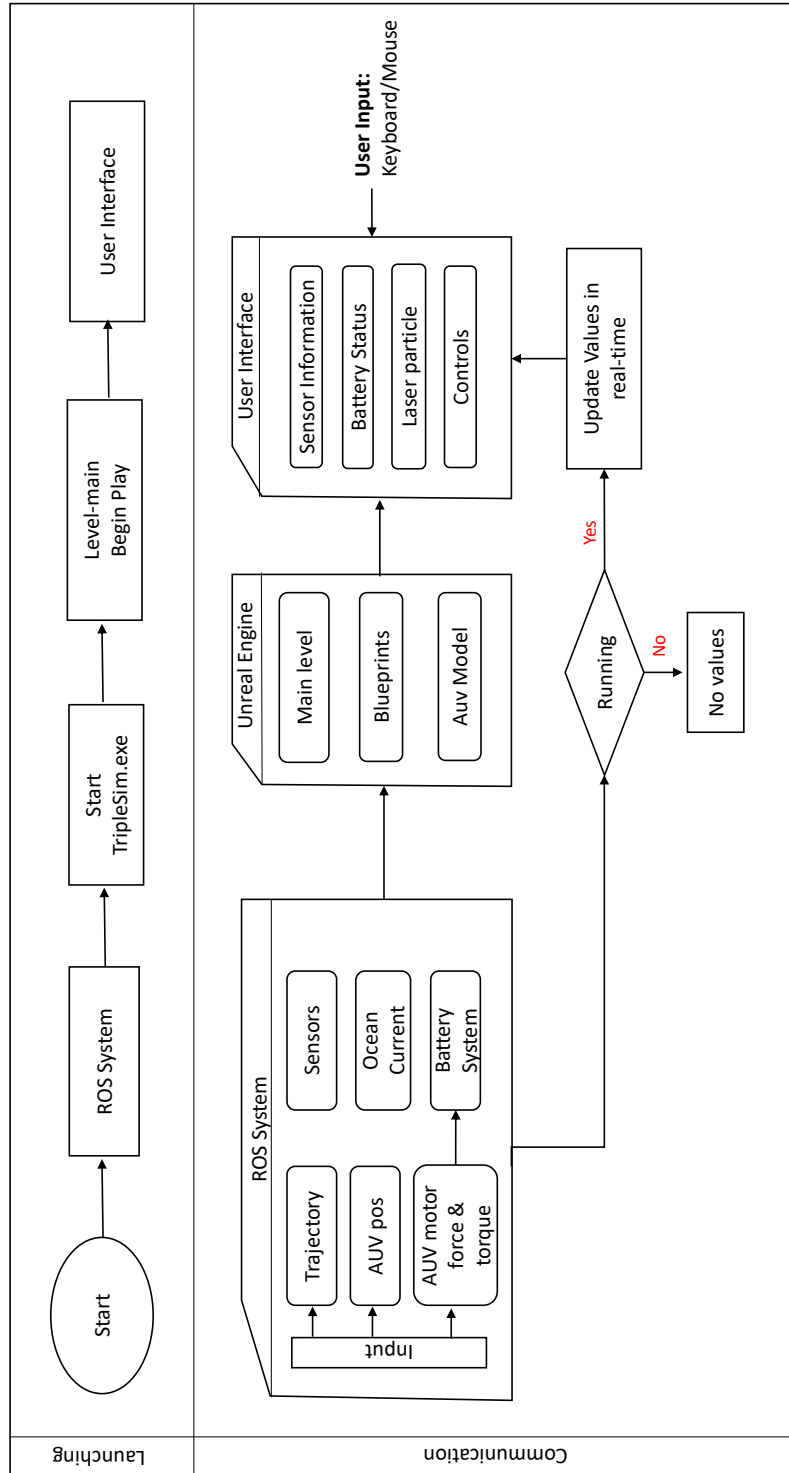 Launching
Start
ROS System
Start
TripleSim.exe
Level-main
Begin Play
User Interface
Communication
ROS System
Input
Trajectory
AUV pos
AUV motor
force &
torque
Sensors
Ocean
Current
Battery
System
Unreal Engine
Main level
Blueprints
Auv Model
User Interface
Sensor Information
Battery Status
Laser particle
Controls
User Input:
Keyboard/Mouse
Running
Yes
No
No values
Update Values in
real-time